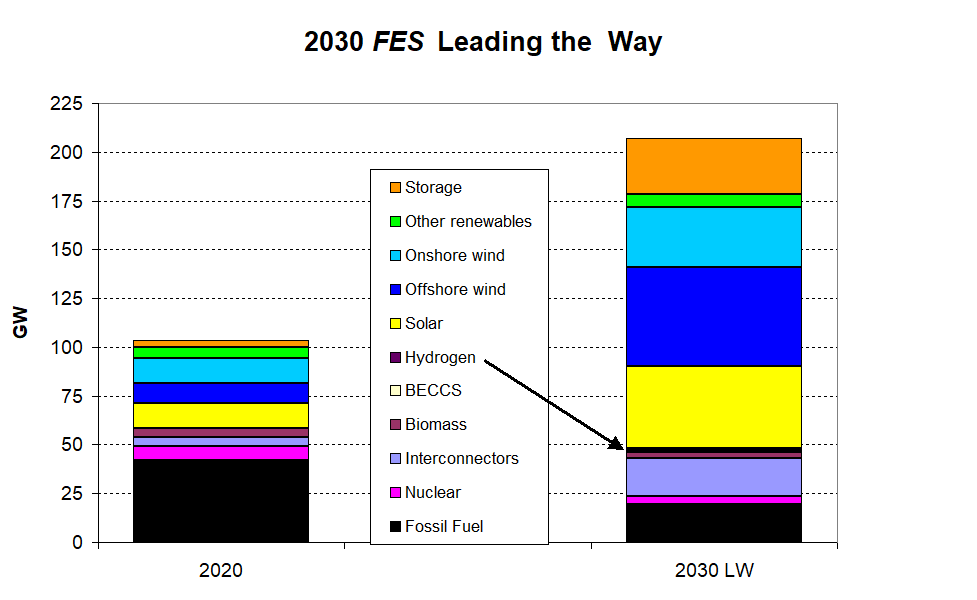 2030 FES Leading the Way
GW
225
200
175
150
125
100
75
50
25
0
Storage
Other renewables
Onshore wind
Offshore wind
Solar
Hydrogen
BECCS
Biomass
Interconnectors
Nuclear
Fossil Fuel
2020
2030 LW